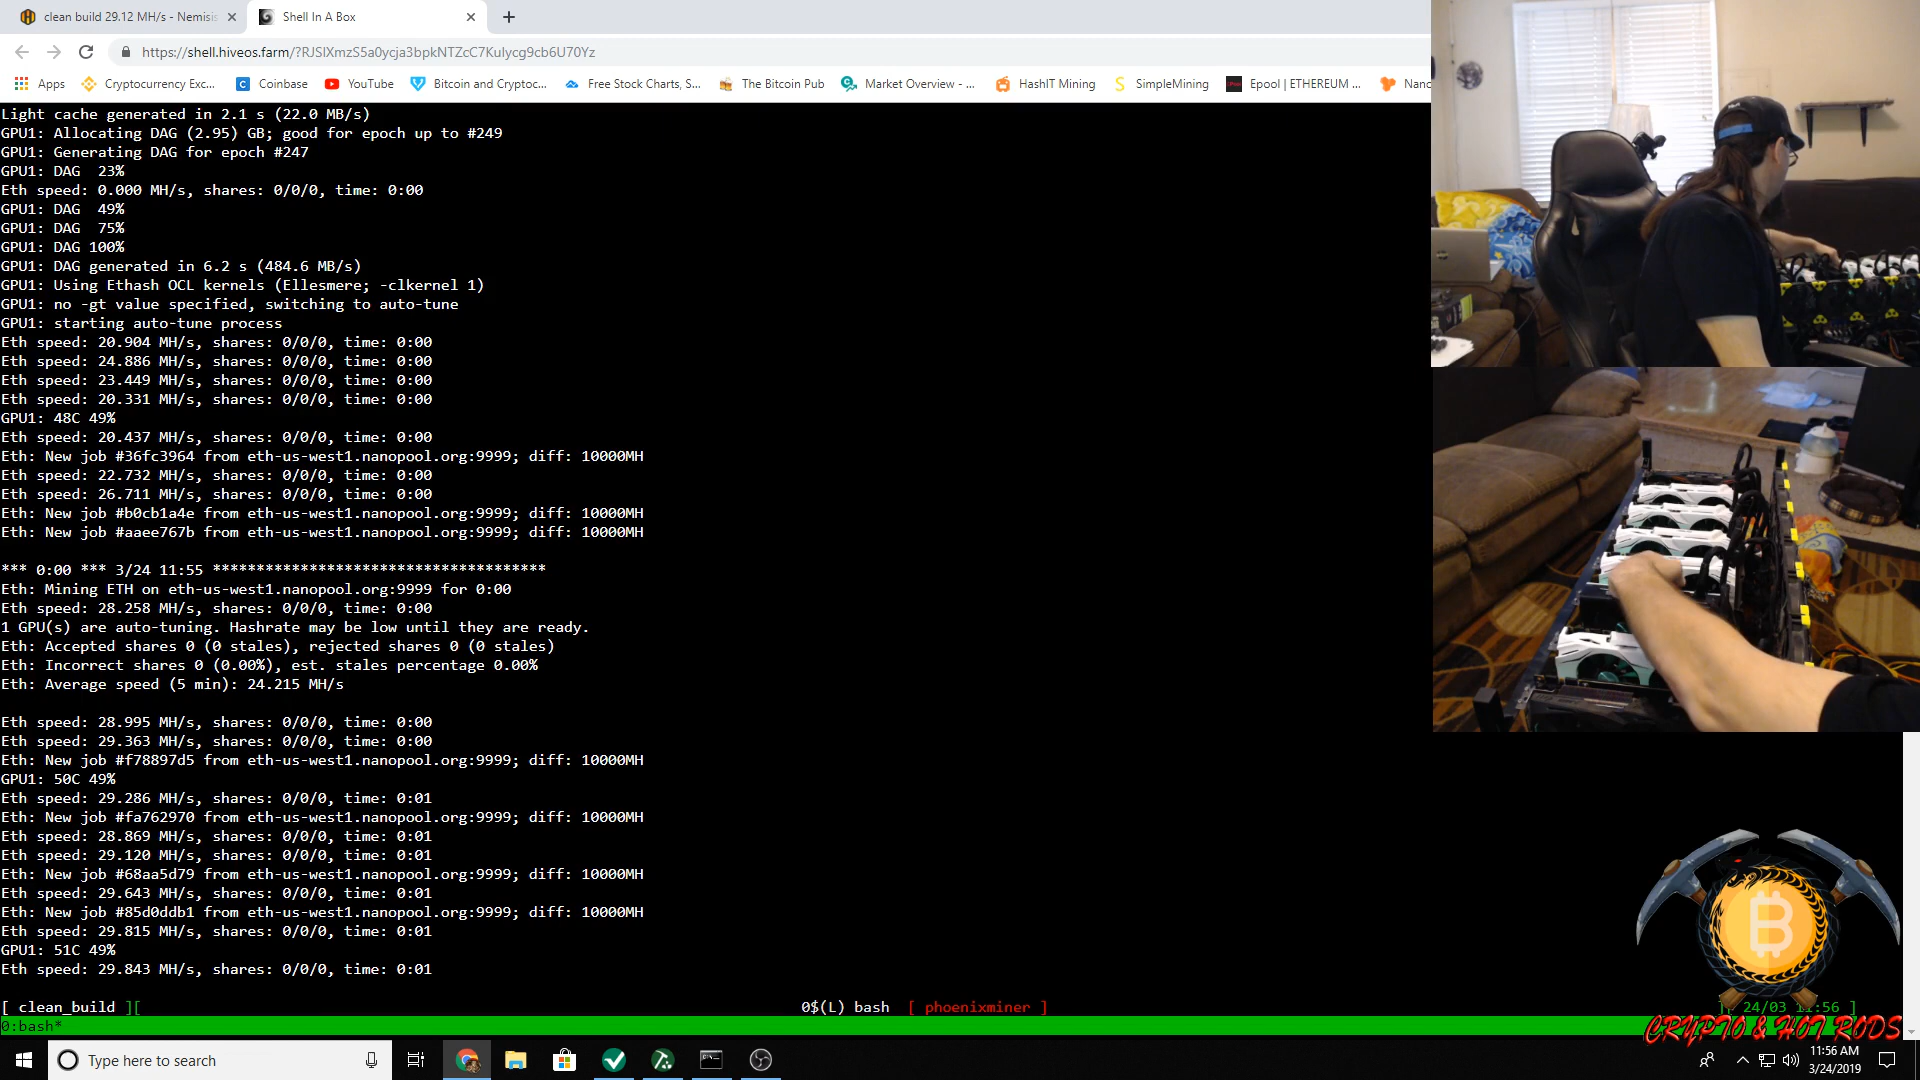 clean build 29.12 MH/s - Nemisis
Shell In A Box
https://shell.hiveos.farm/?RJSlXmzS5a0ycja3bpkNTZcC7Kulycg9cb6U70Yz
Apps
Cryptocurrency Exc...
Coinbase
YouTube
Bitcoin and Cryptoc...
Free Stock Charts, S...
The Bitcoin Pub
Market Overview - ...
HashIT Mining
SimpleMining
Epool | ETHEREUM ...
Nano
Light cache generated in 2.1 s (22.0 MB/s)
GPU1: Allocating DAG (2.95) GB; good for epoch up to #249
GPU1: Generating DAG for epoch #247
GPU1: DAG  23%
Eth speed: 0.000 MH/s, shares: 0/0/0, time: 0:00
GPU1: DAG  49%
GPU1: DAG  75%
GPU1: DAG 100%
GPU1: DAG generated in 6.2 s (484.6 MB/s)
GPU1: Using Ethash OCL kernels (Ellesmere; -clkernel 1)
GPU1: no -gt value specified, switching to auto-tune
GPU1: starting auto-tune process
Eth speed: 20.904 MH/s, shares: 0/0/0, time: 0:00
Eth speed: 24.886 MH/s, shares: 0/0/0, time: 0:00
Eth speed: 23.449 MH/s, shares: 0/0/0, time: 0:00
Eth speed: 20.331 MH/s, shares: 0/0/0, time: 0:00
GPU1: 48C 49%
Eth speed: 20.437 MH/s, shares: 0/0/0, time: 0:00
Eth: New job #36fc3964 from eth-us-west1.nanopool.org:9999; diff: 10000MH
Eth speed: 22.732 MH/s, shares: 0/0/0, time: 0:00
Eth speed: 26.711 MH/s, shares: 0/0/0, time: 0:00
Eth: New job #b0cb1a4e from eth-us-west1.nanopool.org:9999; diff: 10000MH
Eth: New job #aaee767b from eth-us-west1.nanopool.org:9999; diff: 10000MH
*** 0:00 *** 3/24 11:55 **************************************
Eth: Mining ETH on eth-us-west1.nanopool.org:9999 for 0:00
Eth speed: 28.258 MH/s, shares: 0/0/0, time: 0:00
1 GPU(s) are auto-tuning. Hashrate may be low until they are ready.
Eth: Accepted shares 0 (0 stales), rejected shares 0 (0 stales)
Eth: Incorrect shares 0 (0.00%), est. stales percentage 0.00%
Eth: Average speed (5 min): 24.215 MH/s
Eth speed: 28.995 MH/s, shares: 0/0/0, time: 0:00
Eth speed: 29.363 MH/s, shares: 0/0/0, time: 0:00
Eth: New job #f78897d5 from eth-us-west1.nanopool.org:9999; diff: 10000MH
GPU1: 50C 49%
Eth speed: 29.286 MH/s, shares: 0/0/0, time: 0:01
Eth: New job #fa762970 from eth-us-west1.nanopool.org:9999; diff: 10000MH
Eth speed: 28.869 MH/s, shares: 0/0/0, time: 0:01
Eth speed: 29.120 MH/s, shares: 0/0/0, time: 0:01
Eth: New job #68aa5d79 from eth-us-west1.nanopool.org:9999; diff: 10000MH
Eth speed: 29.643 MH/s, shares: 0/0/0, time: 0:01
Eth: New job #85d0ddb1 from eth-us-west1.nanopool.org:9999; diff: 10000MH
Eth speed: 29.815 MH/s, shares: 0/0/0, time: 0:01
GPU1: 51C 49%
Eth speed: 29.843 MH/s, shares: 0/0/0, time: 0:01
[ clean_build ][ 0$(L) bash [ phoenixminer ] ][ 24/03 11:56 ]
0:bash*
CRYPTO & HOT RODS
Type here to search
11:56 AM
3/24/2019